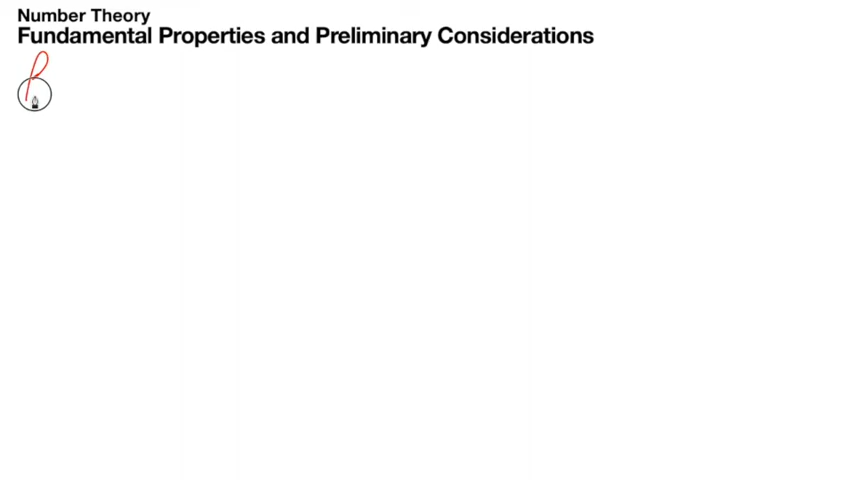 Number Theory
Fundamental Properties and Preliminary Considerations